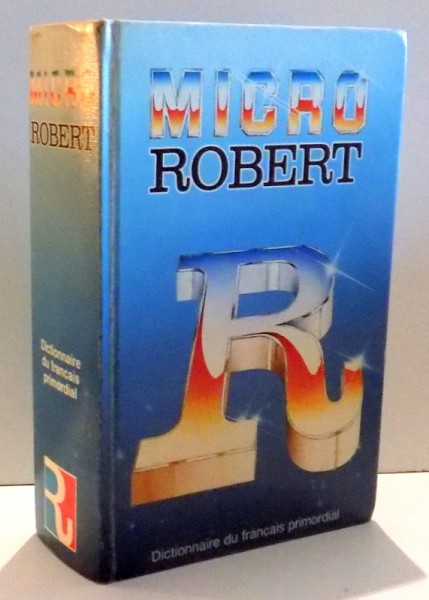 MICRO
ROBERT
MICRO
ROBERT
R
Dictionnaire
du français
primordial
R
Dictionnaire du français primordial